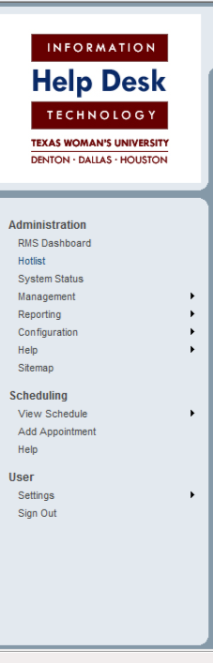 INFORMATION
Help Desk
TECHNOLOGY
TEXAS WOMAN'S UNIVERSITY
DENTON · DALLAS · HOUSTON
Administration
RMS Dashboard
Hotlist
System Status
Management
Reporting
Configuration
Help
Sitemap
Scheduling
View Schedule
Add Appointment
Help
User
Settings
Sign Out